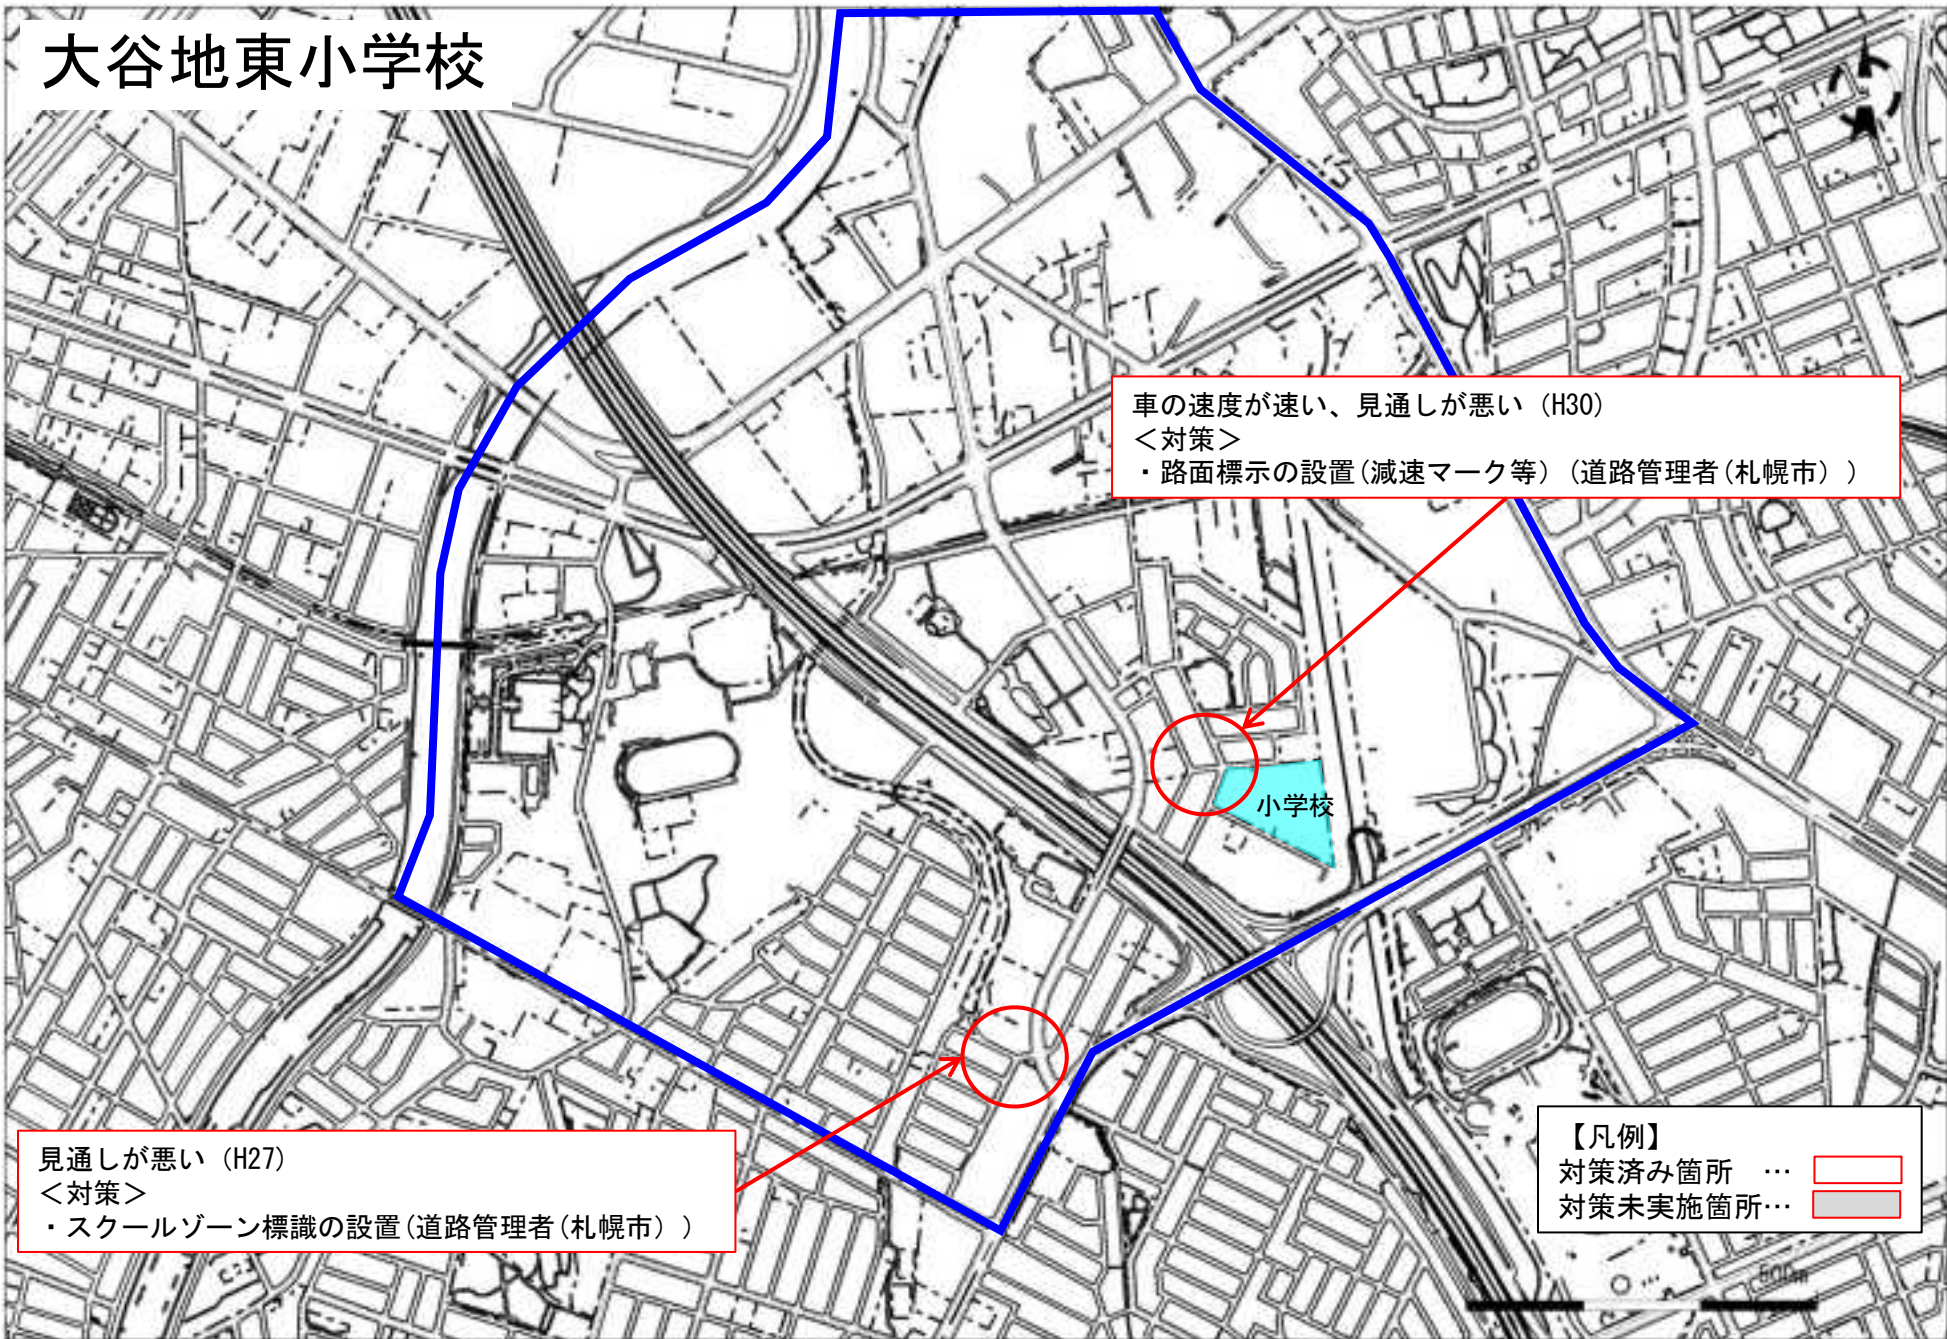 大谷地東小学校
車の速度が速い、見通しが悪い（H30）
＜対策＞
・路面標示の設置（減速マーク等）（道路管理者（札幌市））
小学校
見通しが悪い（H27）
＜対策＞
・スクールゾーン標識の設置（道路管理者（札幌市））
【凡例】
対策済み箇所　…
対策未実施箇所…
500m